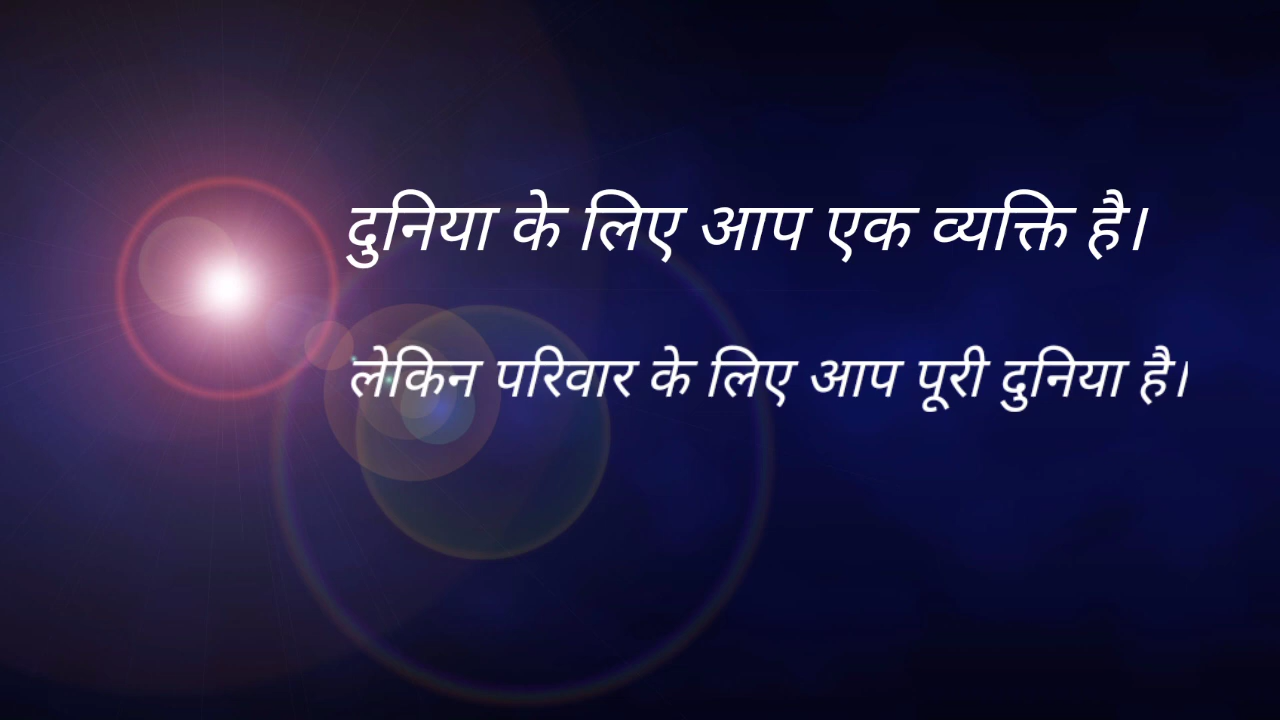 दुनिया के लिए आप एक व्यक्ति है।
लेकिन परिवार के लिए आप पूरी दुनिया है।